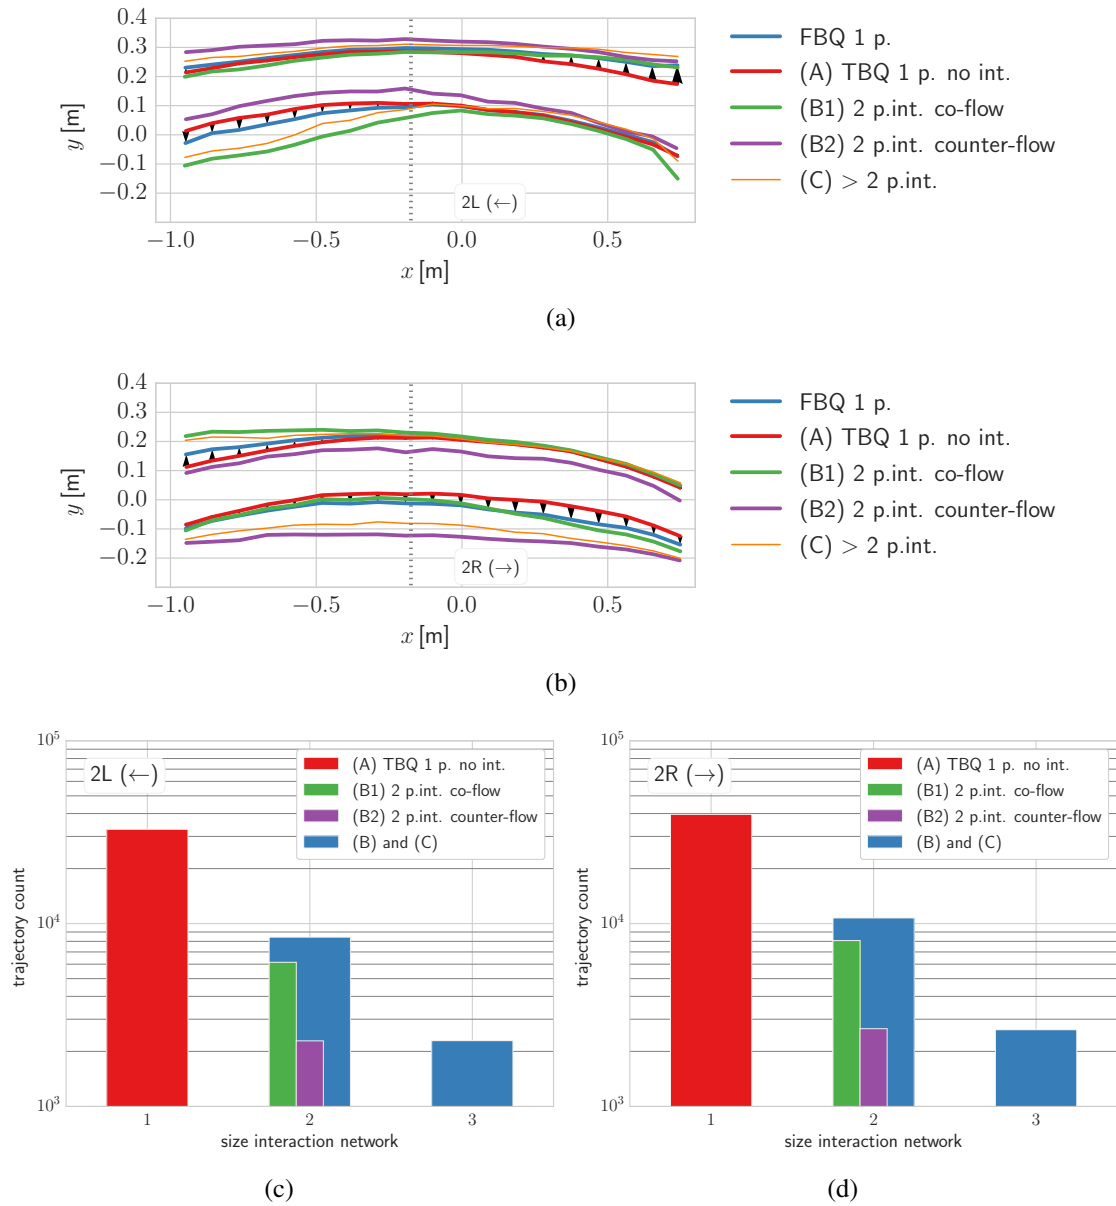 0.4
0.3
0.2
0.1
0.0
−0.1
−0.2
y [m]
2L (←)
−1.0 −0.5 0.0 0.5
x [m]
FBQ 1 p.
(A) TBQ 1 p. no int.
(B1) 2 p.int. co-flow
(B2) 2 p.int. counter-flow
(C) > 2 p.int.
(a)
0.4
0.3
0.2
0.1
0.0
−0.1
−0.2
y [m]
2R (→)
−1.0 −0.5 0.0 0.5
x [m]
FBQ 1 p.
(A) TBQ 1 p. no int.
(B1) 2 p.int. co-flow
(B2) 2 p.int. counter-flow
(C) > 2 p.int.
(b)
10^5
10^4
10^3
trajectory count
2L (←)
(A) TBQ 1 p. no int.
(B1) 2 p.int. co-flow
(B2) 2 p.int. counter-flow
(B) and (C)
1 2 3
size interaction network
(c)
10^5
10^4
10^3
trajectory count
2R (→)
(A) TBQ 1 p. no int.
(B1) 2 p.int. co-flow
(B2) 2 p.int. counter-flow
(B) and (C)
1 2 3
size interaction network
(d)